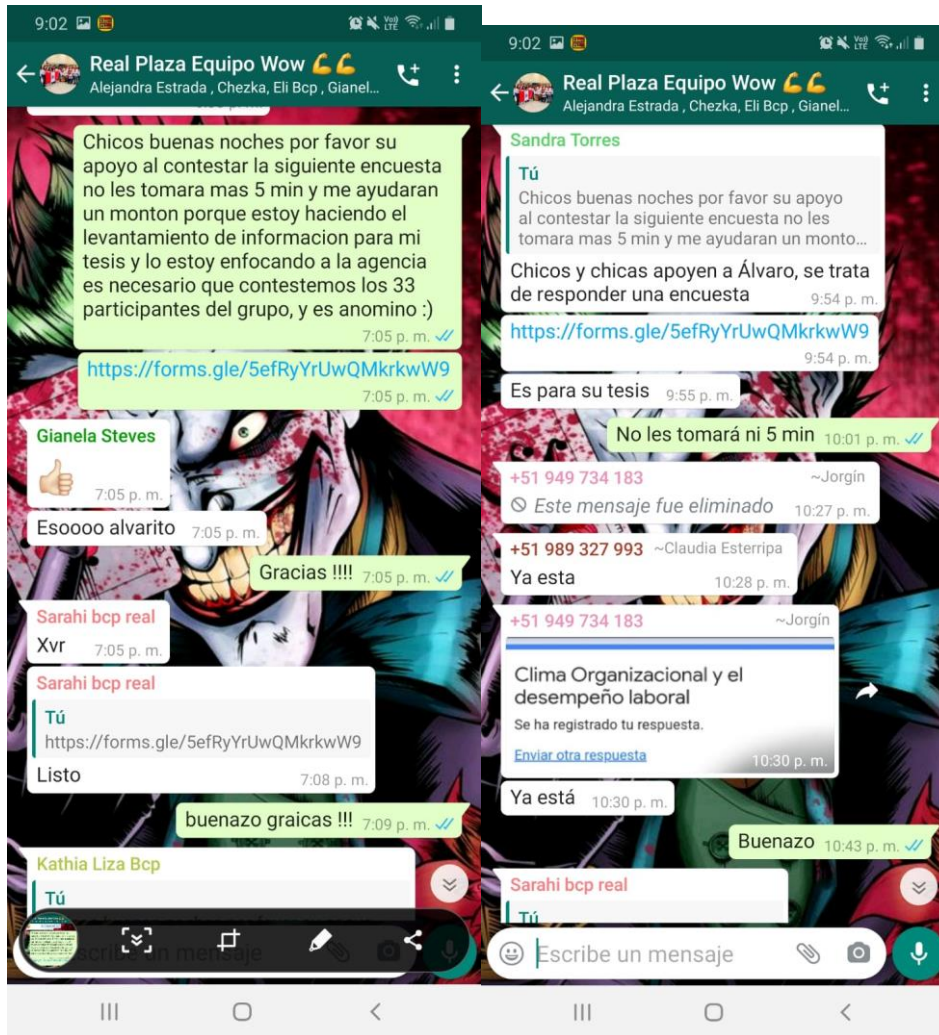 9:02
Real Plaza Equipo Wow 💪💪
Alejandra Estrada , Chezka, Eli Bcp , Gianel...
Chicos buenas noches por favor su
apoyo al contestar la siguiente encuesta
no les tomara mas 5 min y me ayudaran
un monton porque estoy haciendo el
levantamiento de informacion para mi
tesis y lo estoy enfocando a la agencia
es necesario que contestemos los 33
participantes del grupo, y es anomino :)
7:05 p. m.
https://forms.gle/5efRyYrUwQMkrkwW9
7:05 p. m.
Gianela Steves
👍🏻
7:05 p. m.
Esoooo alvarito 7:05 p. m.
Gracias !!!! 7:05 p. m.
Sarahi bcp real
Xvr 7:05 p. m.
Sarahi bcp real
Tú
https://forms.gle/5efRyYrUwQMkrkwW9
Listo 7:08 p. m.
buenazo graicas !!! 7:09 p. m.
Kathia Liza Bcp
Tú
9:02
Real Plaza Equipo Wow 💪💪
Alejandra Estrada , Chezka, Eli Bcp , Gianel...
Sandra Torres
Tú
Chicos buenas noches por favor su apoyo
al contestar la siguiente encuesta no les
tomara mas 5 min y me ayudaran un monto...
Chicos y chicas apoyen a Álvaro, se trata
de responder una encuesta 9:54 p. m.
https://forms.gle/5efRyYrUwQMkrkwW9
9:54 p. m.
Es para su tesis 9:55 p. m.
No les tomará ni 5 min 10:01 p. m.
+51 949 734 183 ~Jorgín
Este mensaje fue eliminado 10:27 p. m.
+51 989 327 993 ~Claudia Esterripa
Ya esta 10:28 p. m.
+51 949 734 183 ~Jorgín
Clima Organizacional y el
desempeño laboral
Se ha registrado tu respuesta.
Enviar otra respuesta
10:30 p. m.
Ya está 10:30 p. m.
Buenazo 10:43 p. m.
Sarahi bcp real
Tú
Escribe un mensaje